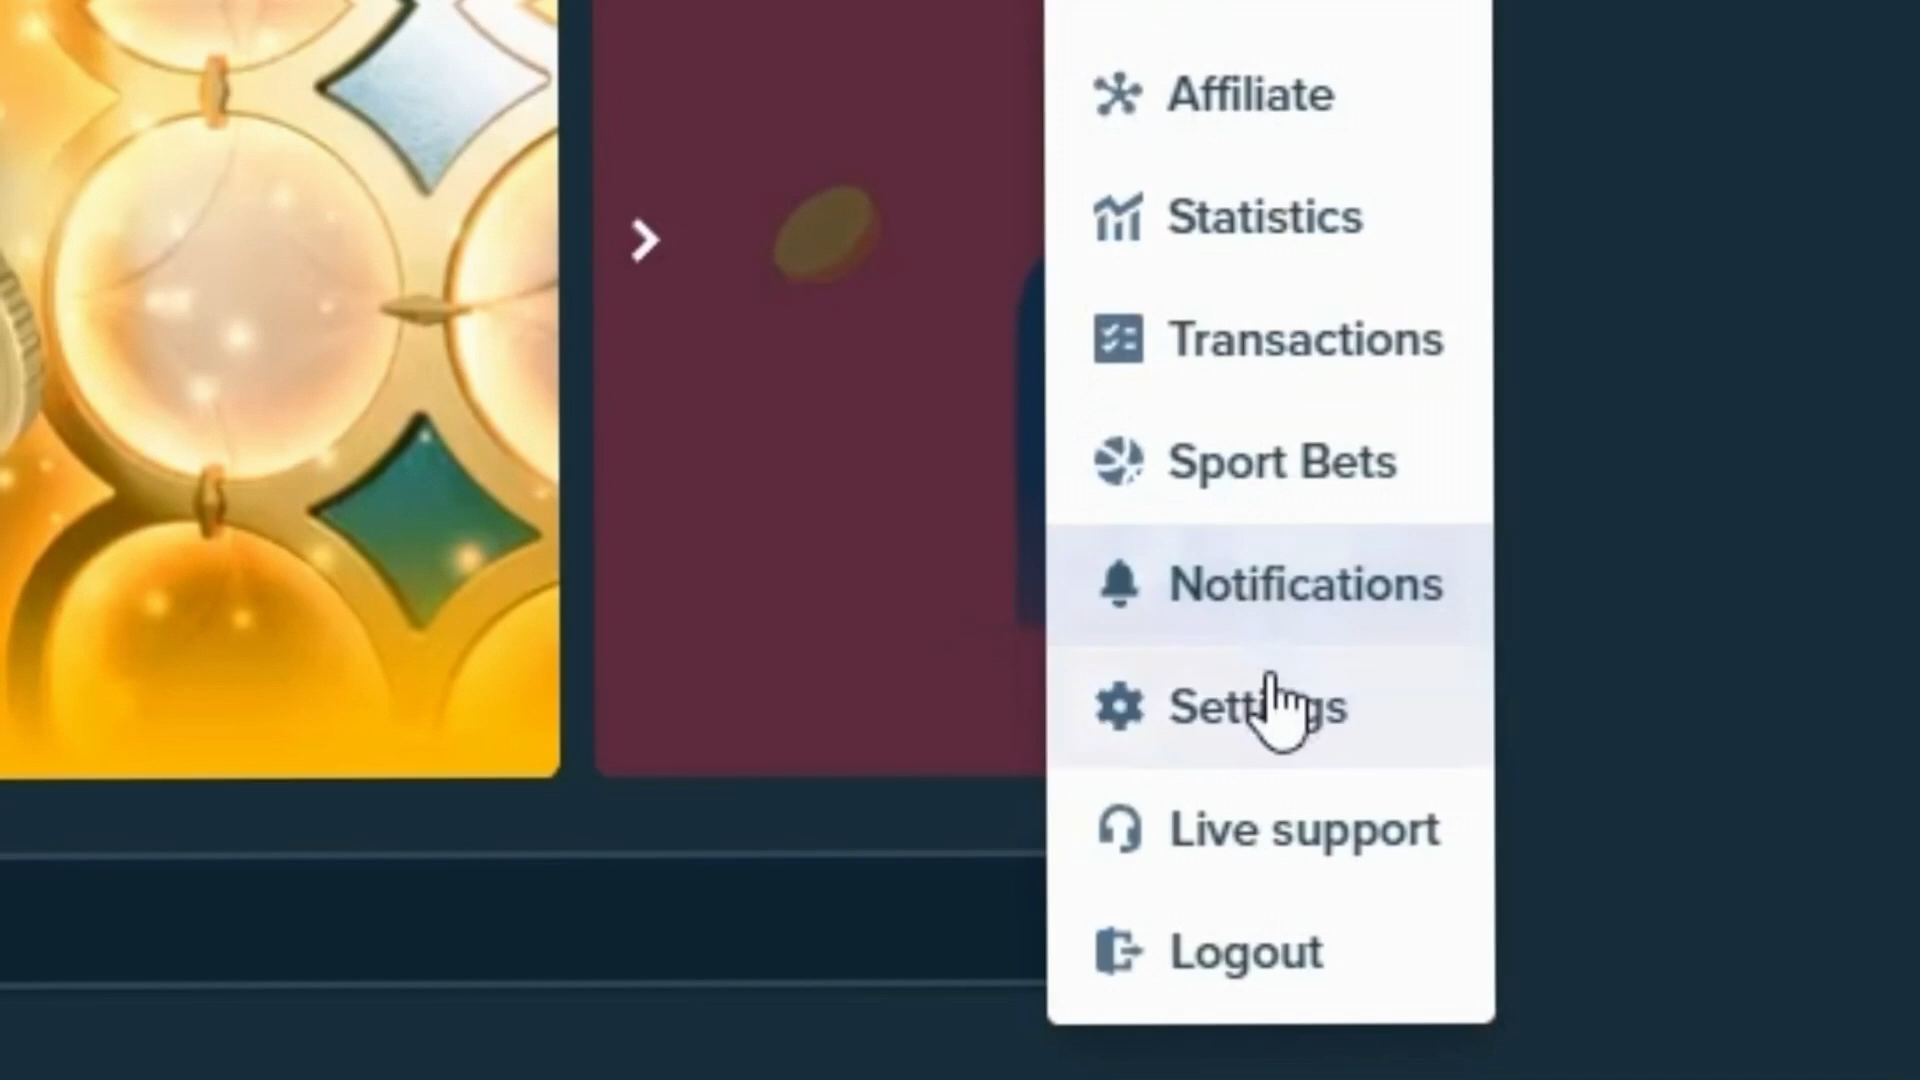 Affiliate
Statistics
Transactions
Sport Bets
Notifications
Settings
Live support
Logout